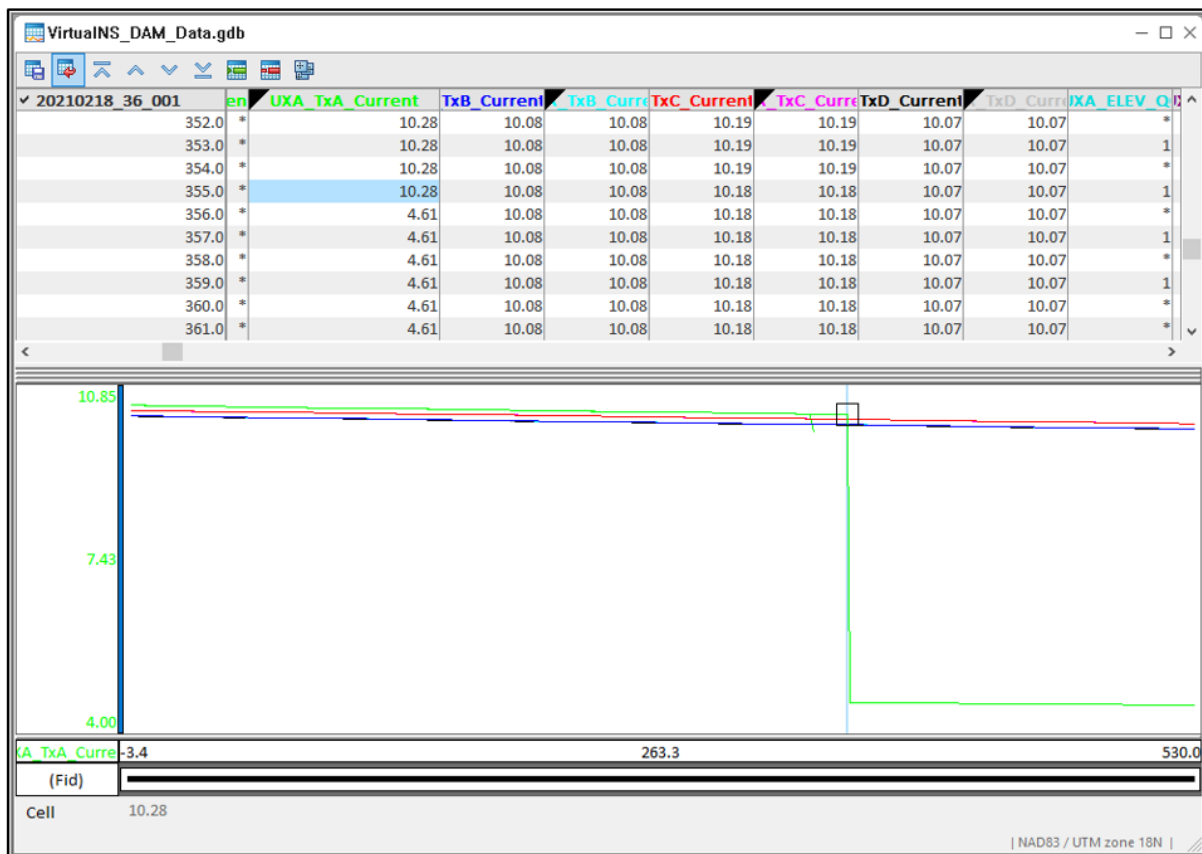 VirtualNS_DAM_Data.gdb
✓ 20210218_36_001 en UXA_TxA_Current TxB_Current TxB_Curre TxC_Current TxC_Curre TxD_Current TxD_Curre UXA_ELEV_Q
352.0 * 10.28 10.08 10.08 10.19 10.19 10.07 10.07 *
353.0 * 10.28 10.08 10.08 10.19 10.19 10.07 10.07 1
354.0 * 10.28 10.08 10.08 10.19 10.19 10.07 10.07 *
355.0 * 10.28 10.08 10.08 10.18 10.18 10.07 10.07 1
356.0 * 4.61 10.08 10.08 10.18 10.18 10.07 10.07 *
357.0 * 4.61 10.08 10.08 10.18 10.18 10.07 10.07 1
358.0 * 4.61 10.08 10.08 10.18 10.18 10.07 10.07 *
359.0 * 4.61 10.08 10.08 10.18 10.18 10.07 10.07 1
360.0 * 4.61 10.08 10.08 10.18 10.18 10.07 10.07 *
361.0 * 4.61 10.08 10.08 10.18 10.18 10.07 10.07 *
10.85
7.43
4.00
XA_TxA_Curre -3.4 263.3 530.0
(Fid)
Cell 10.28
| NAD83 / UTM zone 18N |